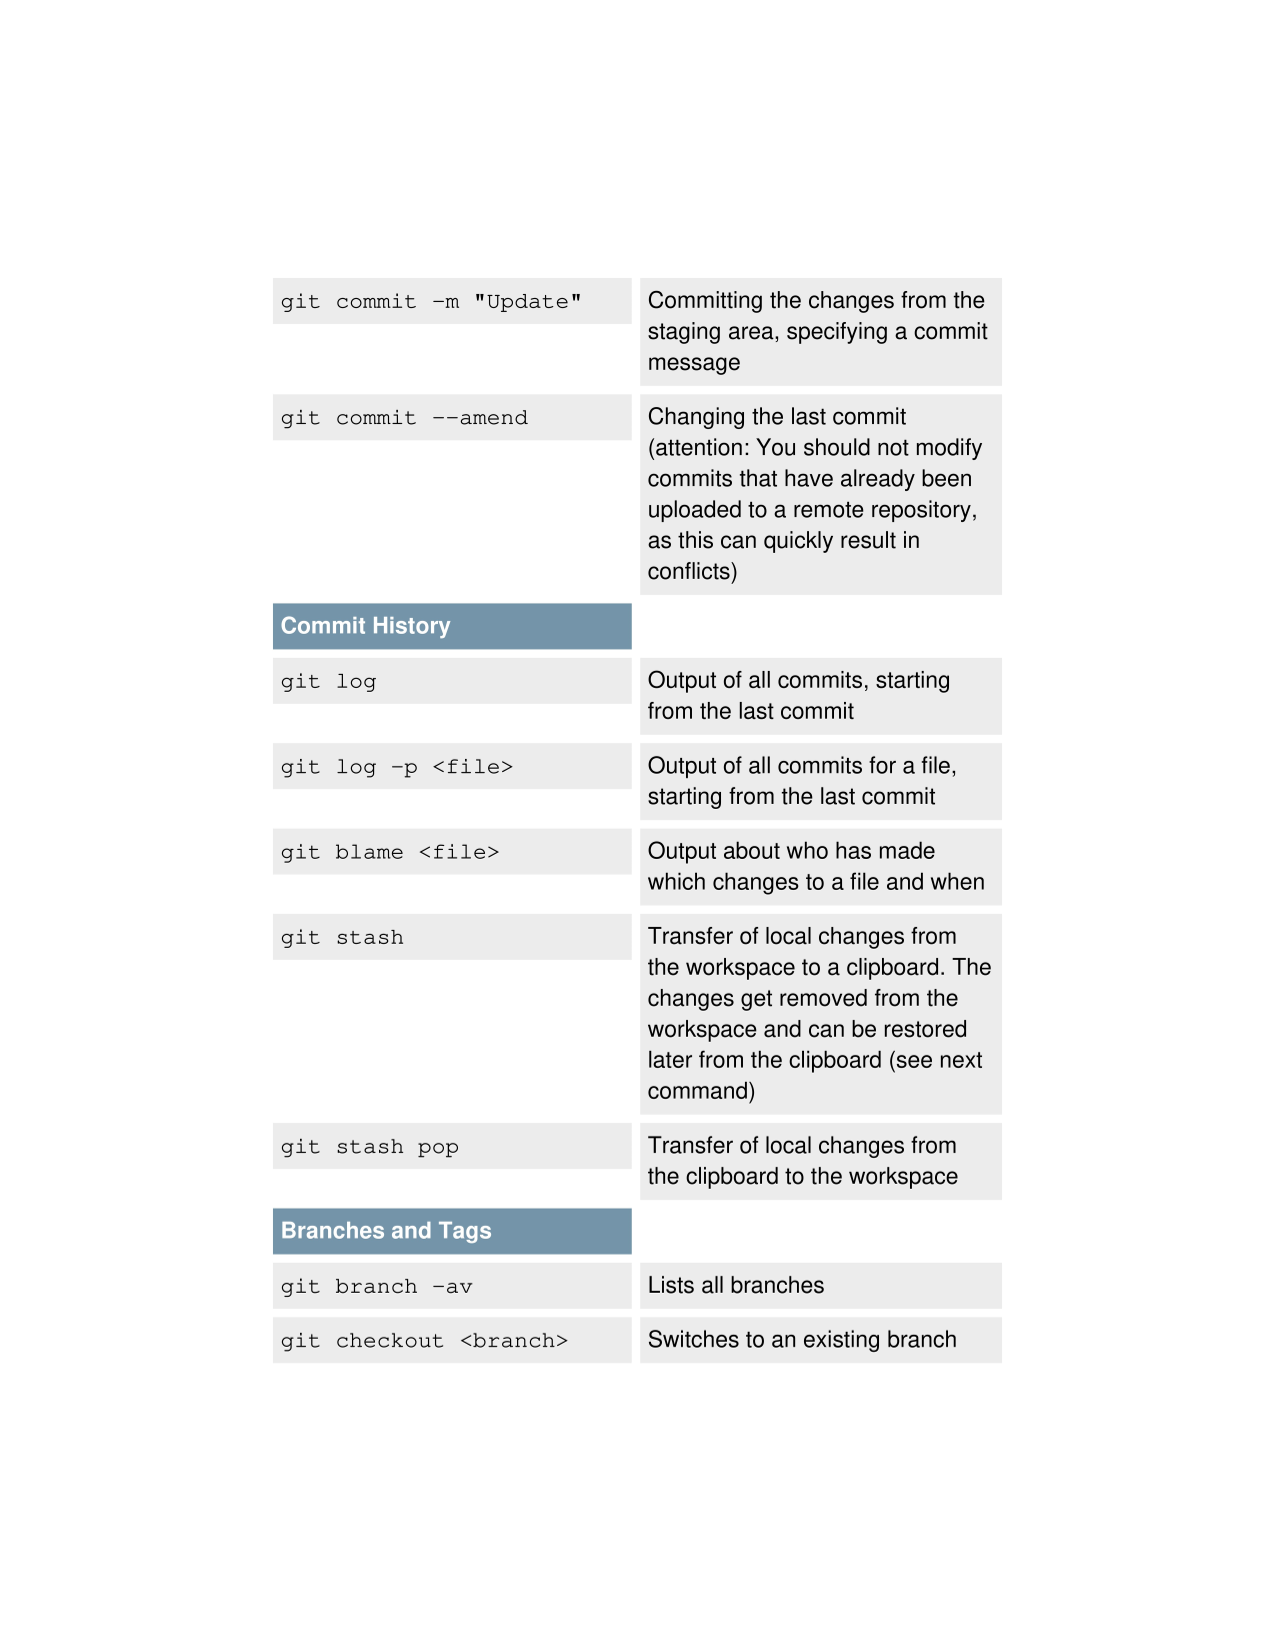 git commit -m "Update"
Committing the changes from the
staging area, specifying a commit
message
git commit --amend
Changing the last commit
(attention: You should not modify
commits that have already been
uploaded to a remote repository,
as this can quickly result in
conflicts)
Commit History
git log
Output of all commits, starting
from the last commit
git log -p <file>
Output of all commits for a file,
starting from the last commit
git blame <file>
Output about who has made
which changes to a file and when
git stash
Transfer of local changes from
the workspace to a clipboard. The
changes get removed from the
workspace and can be restored
later from the clipboard (see next
command)
git stash pop
Transfer of local changes from
the clipboard to the workspace
Branches and Tags
git branch -av
Lists all branches
git checkout <branch>
Switches to an existing branch